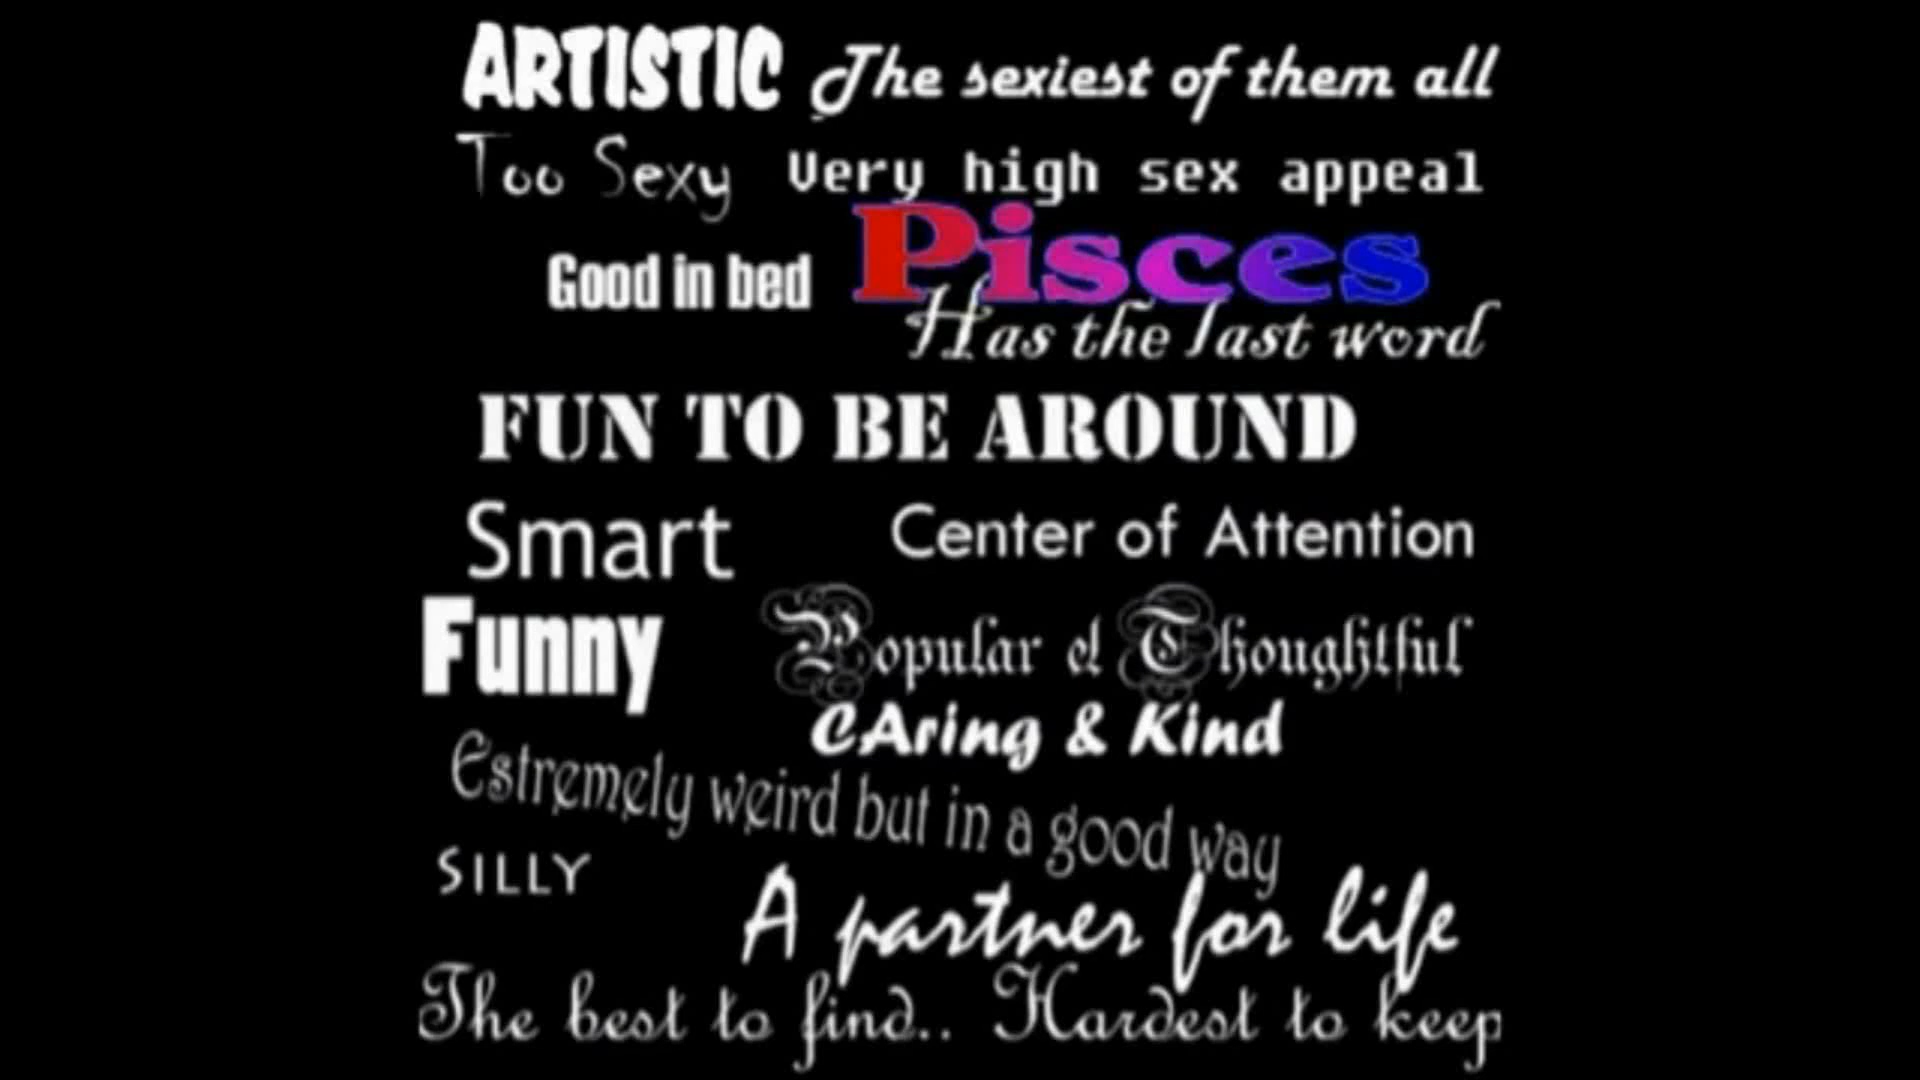 ARTISTIC The sexiest of them all
Too Sexy Very high sex appeal
Good in bed Pisces
Has the last word
FUN TO BE AROUND
Smart Center of Attention
Funny Popular & Thoughtful
CAring & Kind
Estremely weird but in a good way
SILLY
A partner for life
The best to find.. Hardest to keep